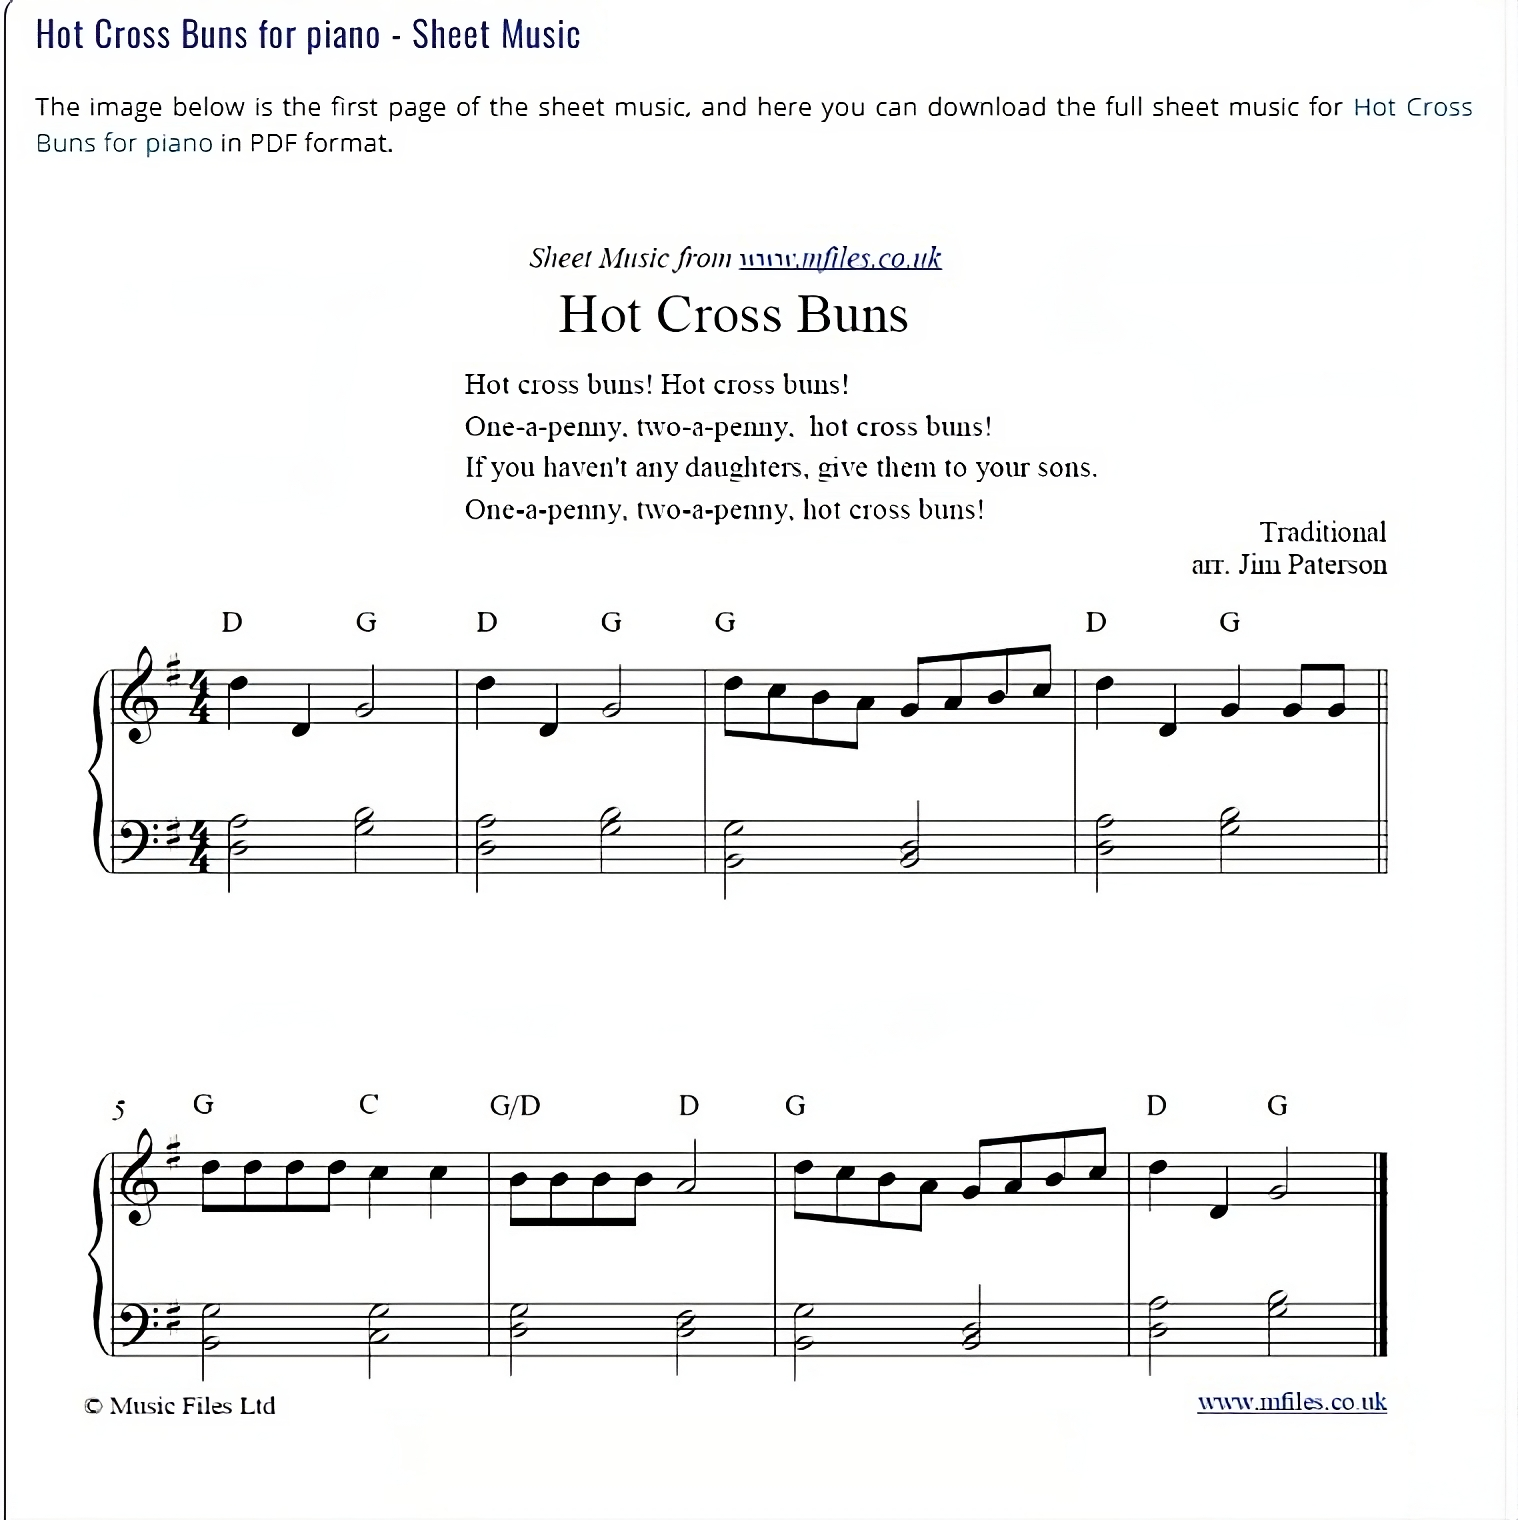 Hot Cross Buns for piano - Sheet Music
The image below is the first page of the sheet music, and here you can download the full sheet music for Hot Cross
Buns for piano in PDF format.
Sheet Music from www.mfiles.co.uk
Hot Cross Buns
Hot cross buns! Hot cross buns!
One-a-penny, two-a-penny, hot cross buns!
If you haven't any daughters, give them to your sons.
One-a-penny, two-a-penny, hot cross buns!
Traditional
arr. Jim Paterson
D G D G G D G
4 4
4 4
5 G C G/D D G D G
© Music Files Ltd www.mfiles.co.uk